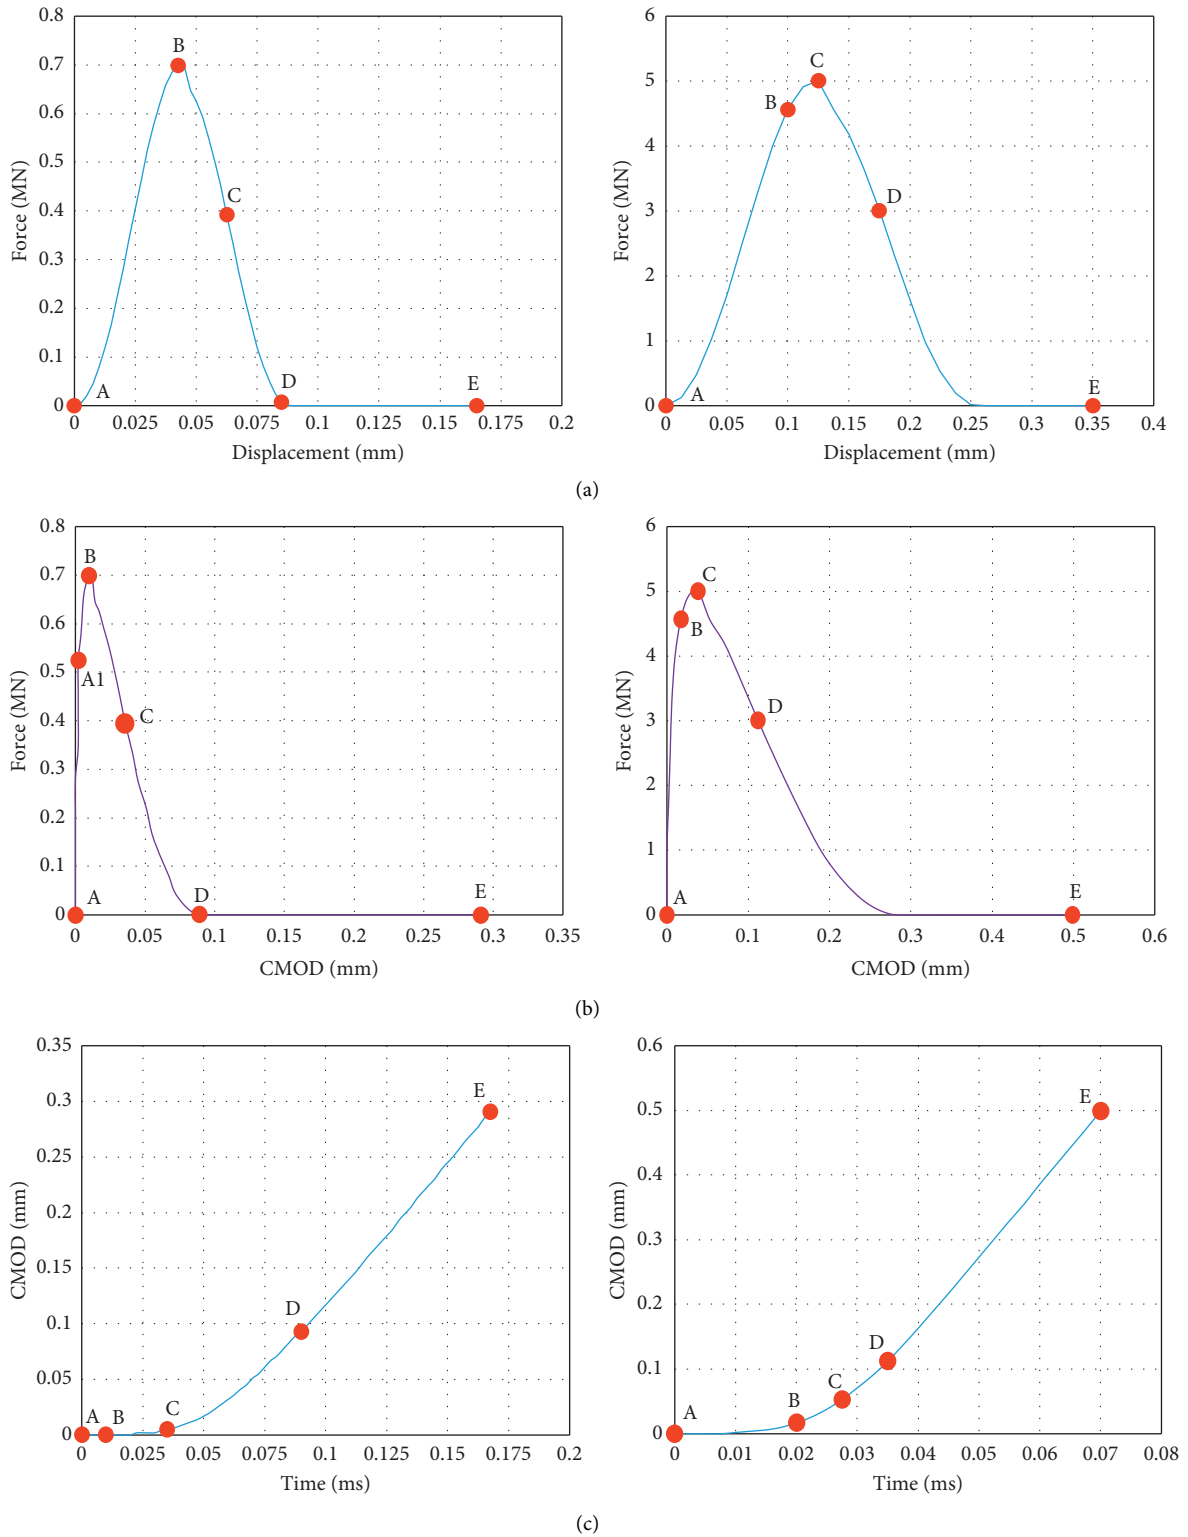 0.8
0.7
0.6
0.5
0.4
0.3
0.2
0.1
0
Force (MN)
A
B
C
D
E
0 0.025 0.05 0.075 0.1 0.125 0.15 0.175 0.2
Displacement (mm)
6
5
4
3
2
1
0
Force (MN)
A
B
C
D
E
0 0.05 0.1 0.15 0.2 0.25 0.3 0.35 0.4
Displacement (mm)
(a)
0.8
0.7
0.6
0.5
0.4
0.3
0.2
0.1
0
Force (MN)
B
A1
C
A
D
E
0 0.05 0.1 0.15 0.2 0.25 0.3 0.35
CMOD (mm)
6
5
4
3
2
1
0
Force (MN)
C
B
D
A
E
0 0.1 0.2 0.3 0.4 0.5 0.6
CMOD (mm)
(b)
0.35
0.3
0.25
0.2
0.15
0.1
0.05
0
CMOD (mm)
A
B
C
D
E
0 0.025 0.05 0.075 0.1 0.125 0.15 0.175 0.2
Time (ms)
0.6
0.5
0.4
0.3
0.2
0.1
0
CMOD (mm)
A
B
C
D
E
0 0.01 0.02 0.03 0.04 0.05 0.06 0.07 0.08
Time (ms)
(c)